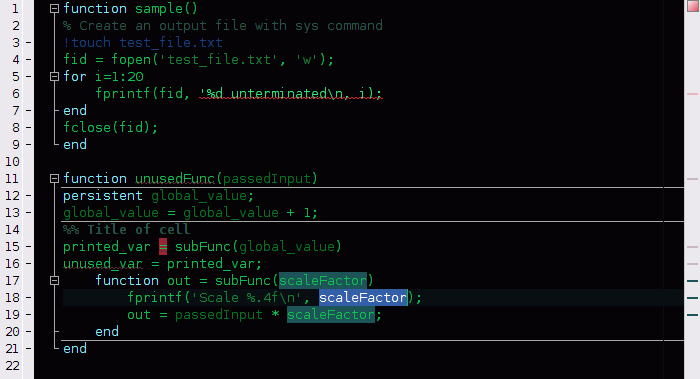 1 function sample()
2 % Create an output file with sys command
3 - !touch test_file.txt
4 - fid = fopen('test_file.txt', 'w');
5 - for i=1:20
6 - fprintf(fid, '%d unterminated\n, i);
7 - end
8 - fclose(fid);
9 - end
10
11 function unusedFunc(passedInput)
12 - persistent global_value;
13 - global_value = global_value + 1;
14 %% Title of cell
15 - printed_var = subFunc(global_value)
16 - unused_var = printed_var;
17 function out = subFunc(scaleFactor)
18 - fprintf('Scale %.4f\n', scaleFactor);
19 - out = passedInput * scaleFactor;
20 - end
21 - end
22